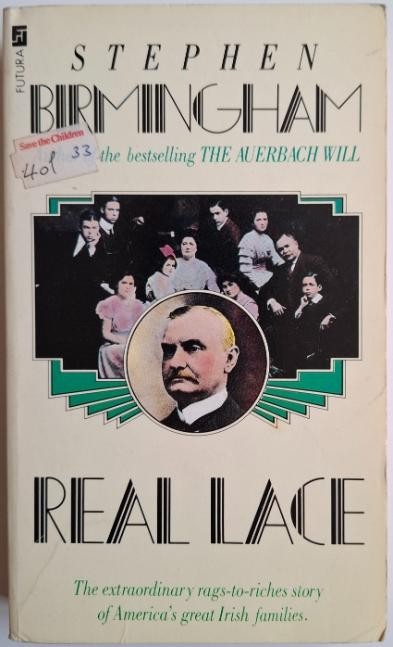 FUTURA
STEPHEN
BIRMINGHAM
Save the Children
40p 33
the bestselling THE AUERBACH WILL
REAL LACE
The extraordinary rags-to-riches story
of America's great Irish families.